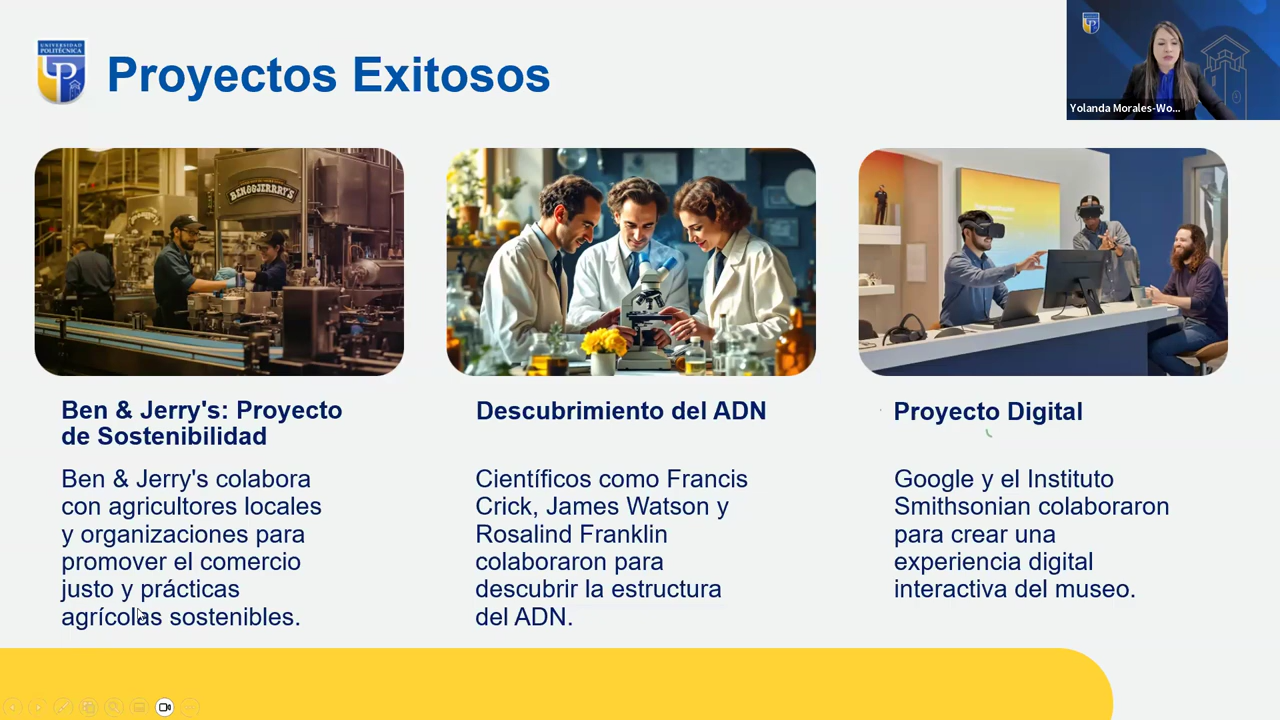 UNIVERSIDAD
POLITÉCNICA
Proyectos Exitosos
Yolanda Morales-Wo...
BEN&JERRY'S
Ben & Jerry's: Proyecto
de Sostenibilidad
Ben & Jerry's colabora
con agricultores locales
y organizaciones para
promover el comercio
justo y prácticas
agrícolas sostenibles.
Descubrimiento del ADN
Científicos como Francis
Crick, James Watson y
Rosalind Franklin
colaboraron para
descubrir la estructura
del ADN.
Proyecto Digital
Google y el Instituto
Smithsonian colaboraron
para crear una
experiencia digital
interactiva del museo.